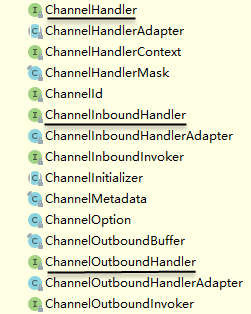 ChannelHandler
ChannelHandlerAdapter
ChannelHandlerContext
ChannelHandlerMask
ChannelId
ChannelInboundHandler
ChannelInboundHandlerAdapter
ChannelInboundInvoker
ChannelInitializer
ChannelMetadata
ChannelOption
ChannelOutboundBuffer
ChannelOutboundHandler
ChannelOutboundHandlerAdapter
ChannelOutboundInvoker